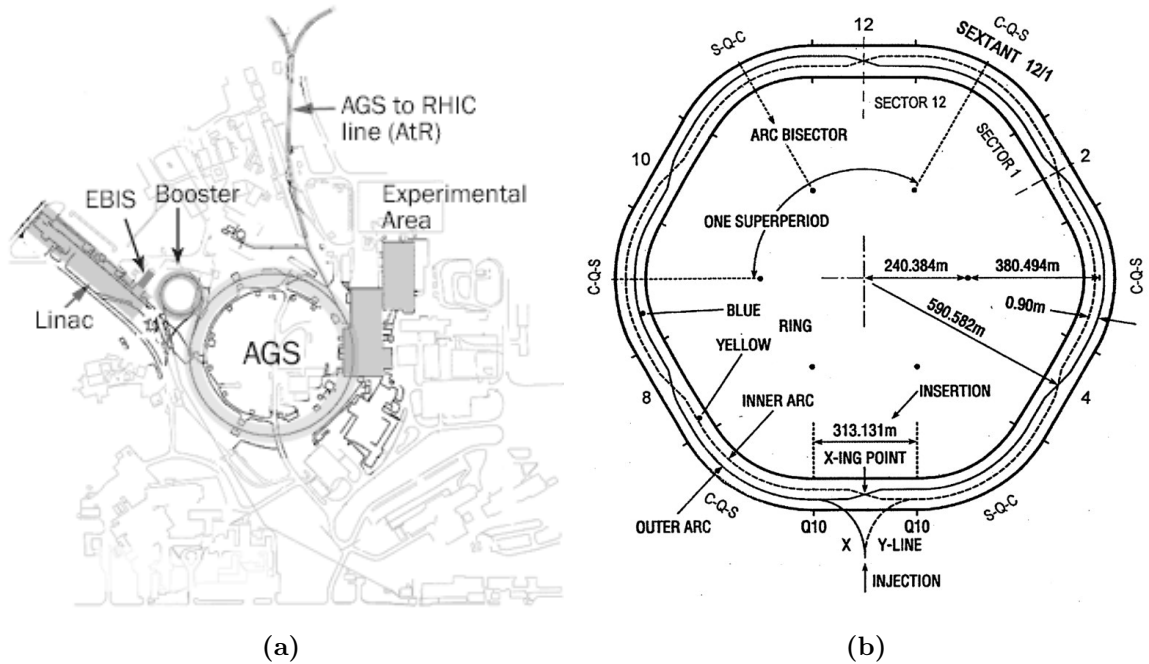 AGS to RHIC
line (AtR)
Experimental
Area
EBIS
Booster
Linac
AGS
(a)
12
S-Q-C
C-Q-S
SEXTANT 12/1
SECTOR 12
SECTOR 1
ARC BISECTOR
10
2
ONE SUPERPERIOD
C-Q-S
240.384m
380.494m
C-Q-S
590.582m
0.90m
BLUE
RING
YELLOW
8
INNER ARC
INSERTION
4
313.131m
X-ING POINT
C-Q-S
S-Q-C
OUTER ARC
Q10
Q10
X
Y-LINE
INJECTION
(b)